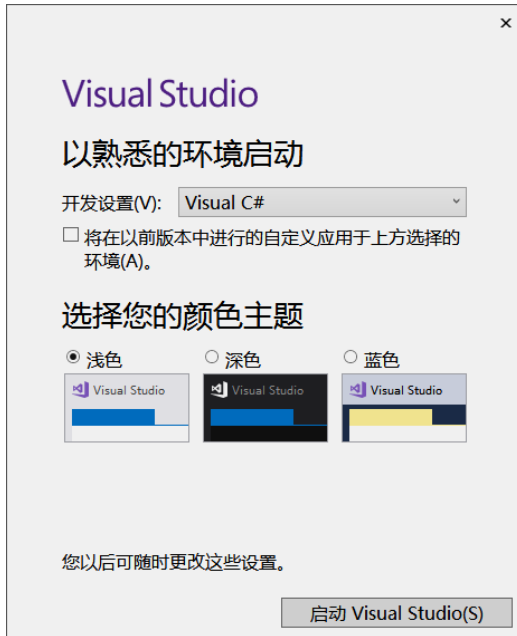 Visual Studio
以熟悉的环境启动
开发设置(V): Visual C#
将在以前版本中进行的自定义应用于上方选择的
环境(A)。
选择您的颜色主题
浅色 深色 蓝色
Visual Studio Visual Studio Visual Studio
您以后可随时更改这些设置。
启动 Visual Studio(S)